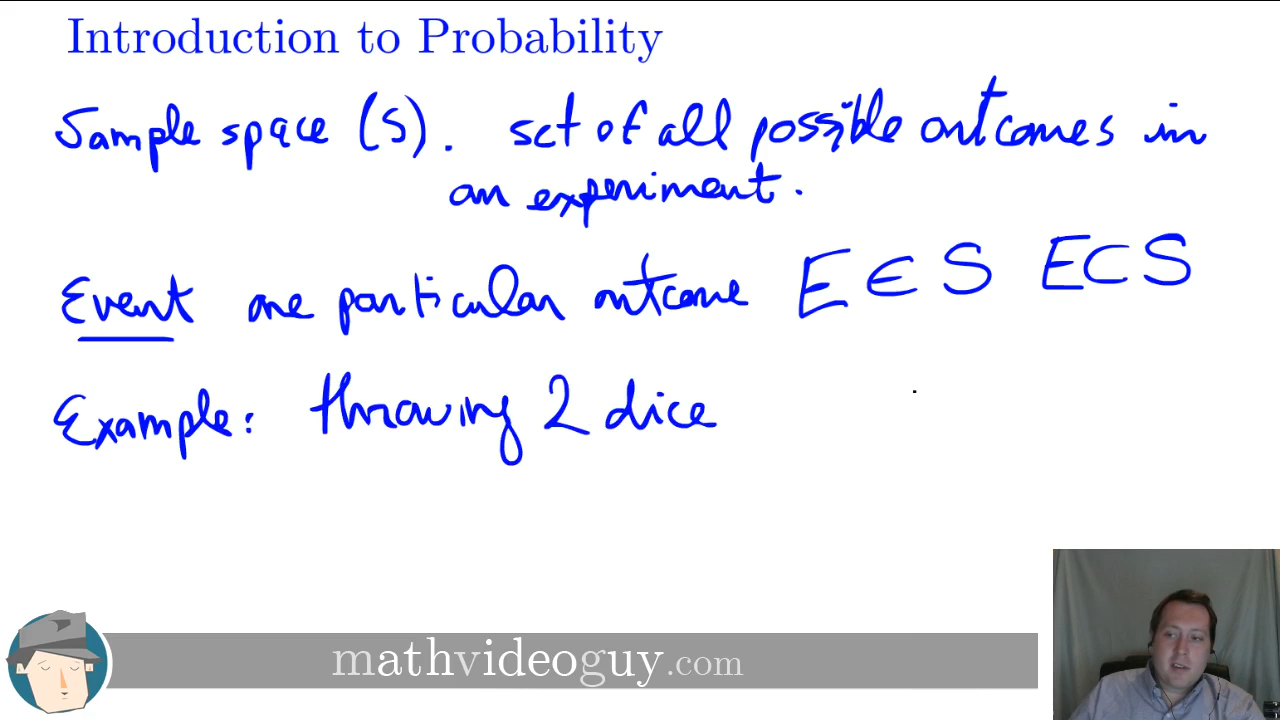 Introduction to Probability
Sample space (S). set of all possible outcomes in
an experiment.
Event one particular outcome E ∈ S E ⊂ S
Example: throwing 2 dice
mathvideoguy.com